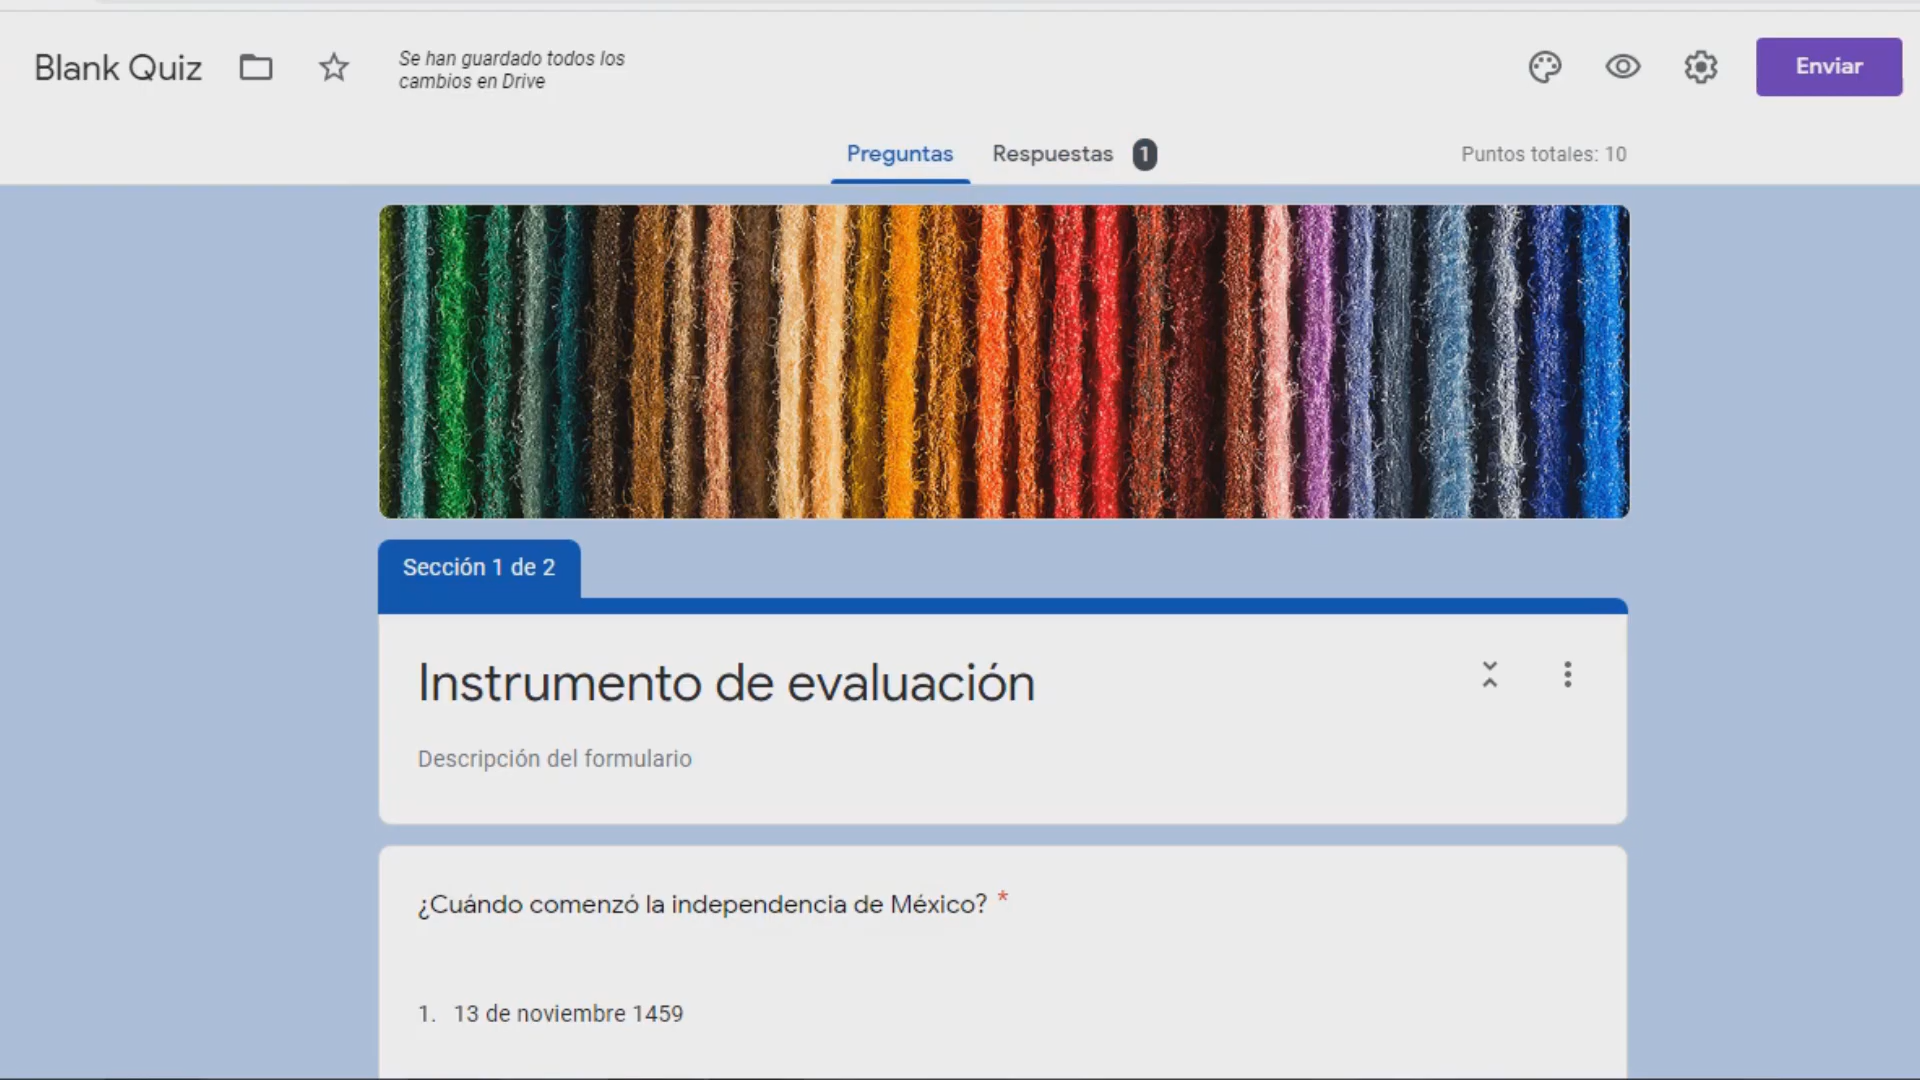 Blank Quiz
Se han guardado todos los
cambios en Drive
Enviar
Preguntas
Respuestas 1
Puntos totales: 10
Sección 1 de 2
Instrumento de evaluación
Descripción del formulario
¿Cuándo comenzó la independencia de México? *
1. 13 de noviembre 1459